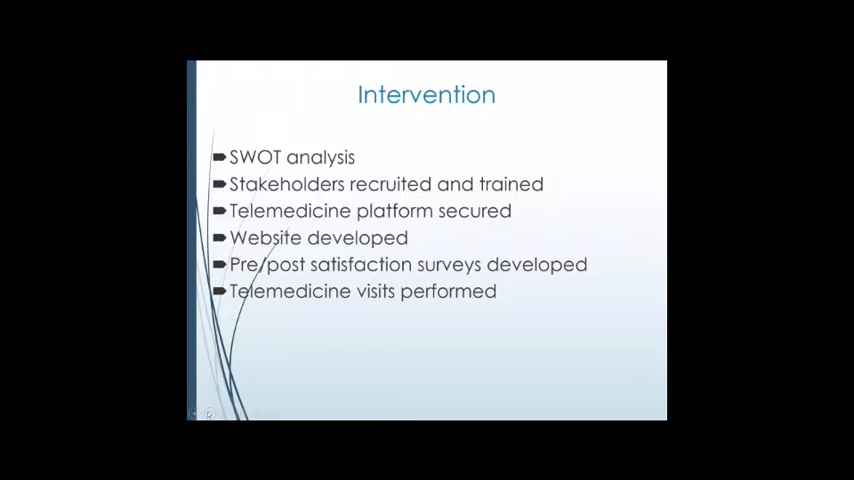 Intervention
SWOT analysis
Stakeholders recruited and trained
Telemedicine platform secured
Website developed
Pre/post satisfaction surveys developed
Telemedicine visits performed